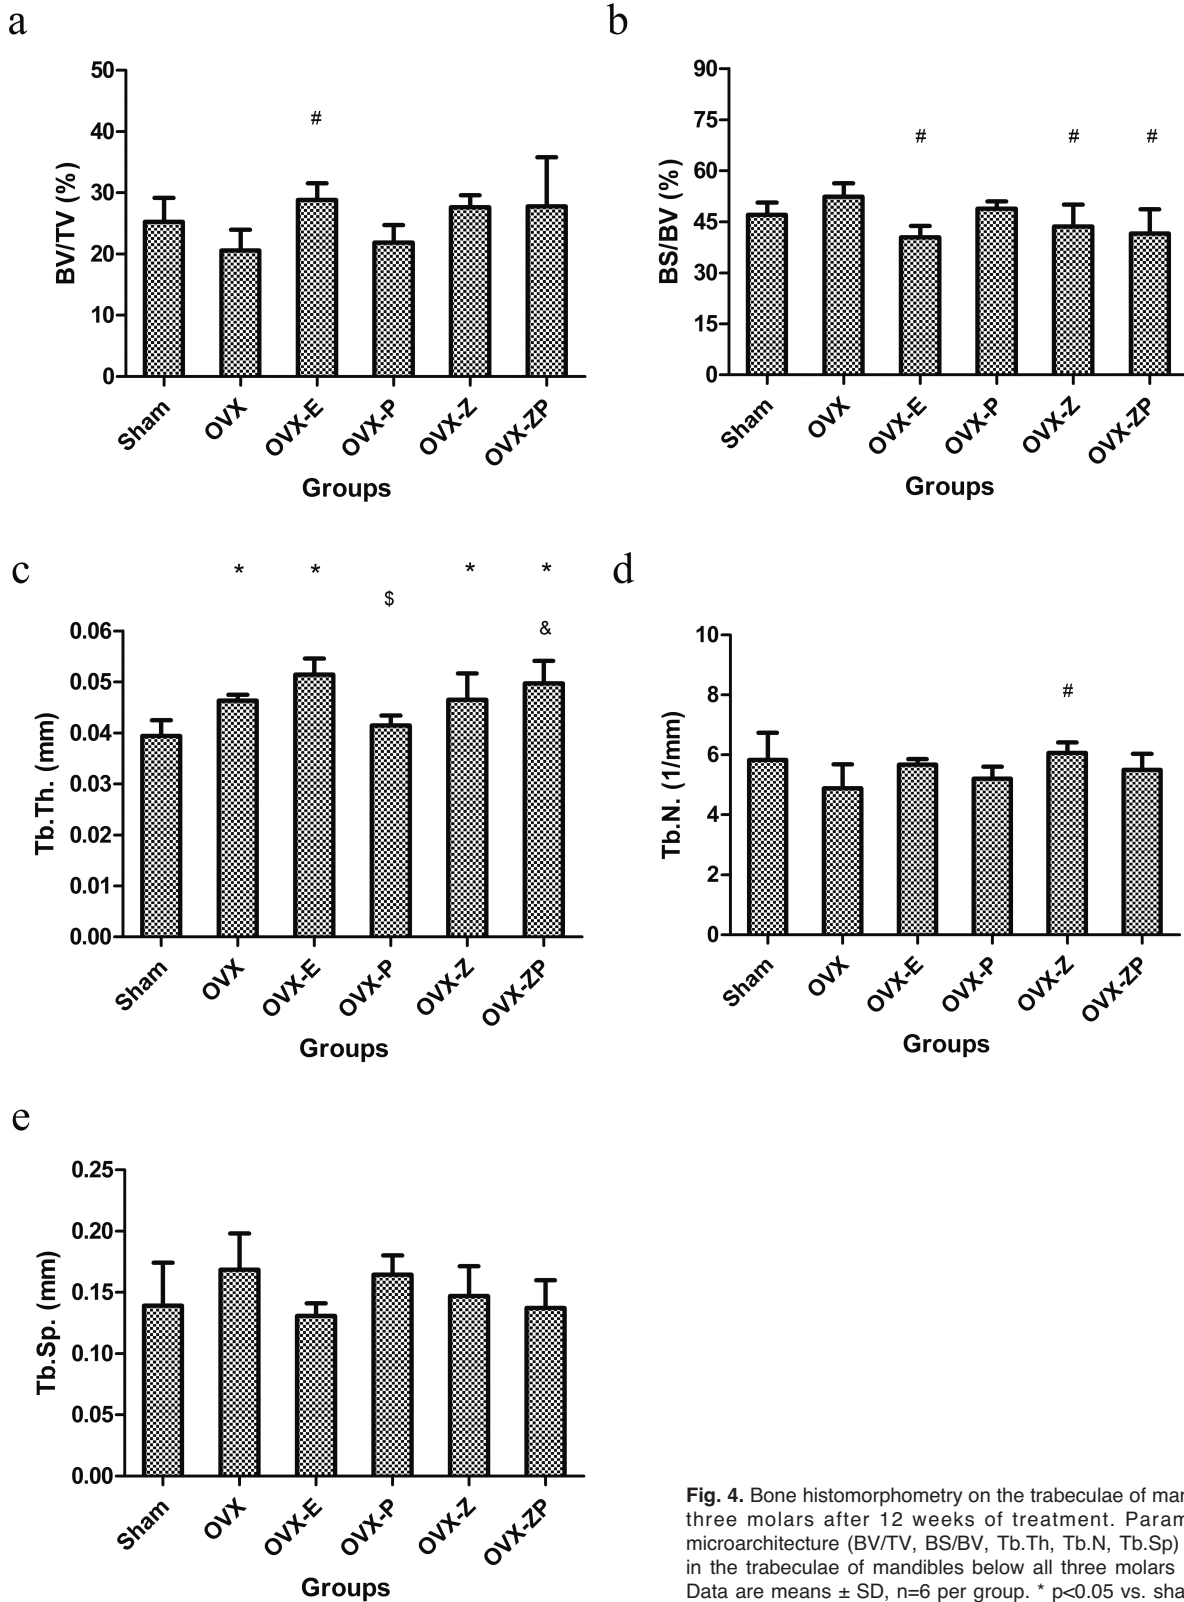 a
50
40
30
20
10
0
BV/TV (%)
#
Sham
OVX
OVX-E
OVX-P
OVX-Z
OVX-ZP
Groups
b
90
75
60
45
30
15
0
BS/BV (%)
# # #
Sham
OVX
OVX-E
OVX-P
OVX-Z
OVX-ZP
Groups
c
* * * *
$
&
0.06
0.05
0.04
0.03
0.02
0.01
0.00
Tb.Th. (mm)
Sham
OVX
OVX-E
OVX-P
OVX-Z
OVX-ZP
Groups
d
10
8
6
4
2
0
Tb.N. (1/mm)
#
Sham
OVX
OVX-E
OVX-P
OVX-Z
OVX-ZP
Groups
e
0.25
0.20
0.15
0.10
0.05
0.00
Tb.Sp. (mm)
Sham
OVX
OVX-E
OVX-P
OVX-Z
OVX-ZP
Groups
Fig. 4. Bone histomorphometry on the trabeculae of man
three molars after 12 weeks of treatment. Param
microarchitecture (BV/TV, BS/BV, Tb.Th, Tb.N, Tb.Sp)
in the trabeculae of mandibles below all three molars
Data are means ± SD, n=6 per group. * p<0.05 vs. sha